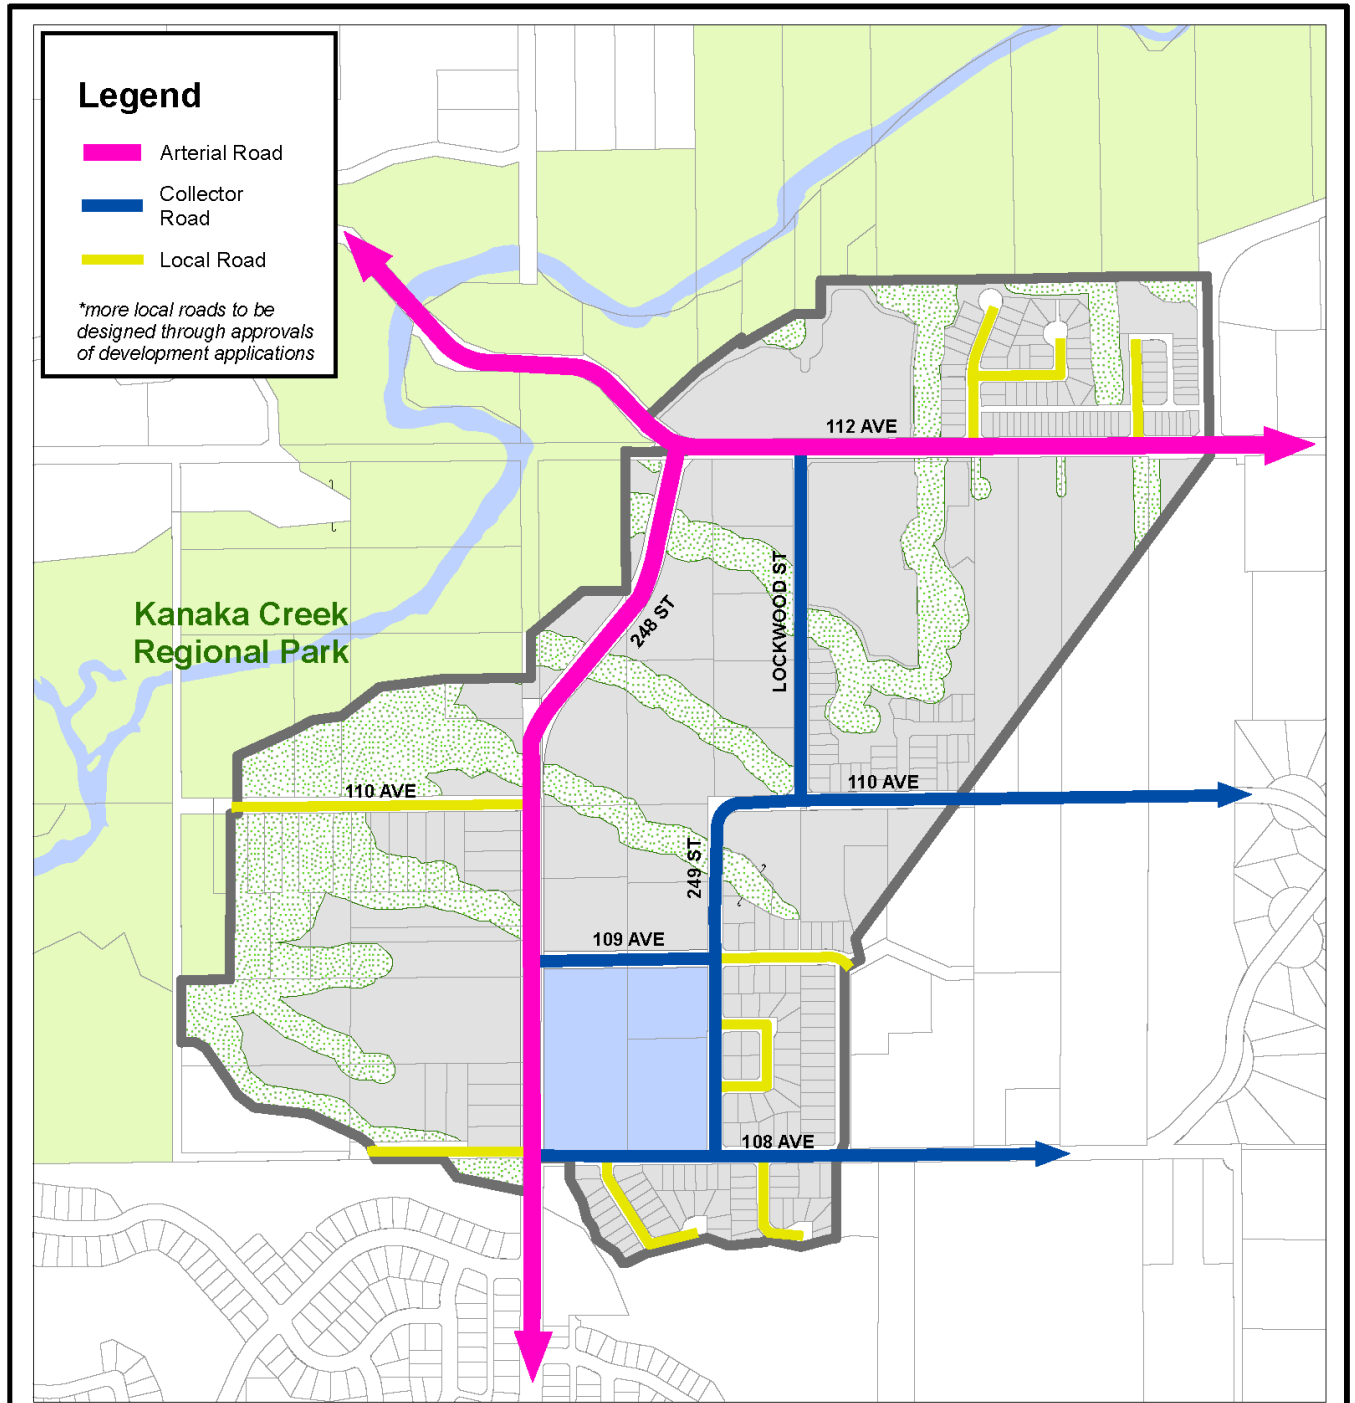 Legend
Arterial Road
Collector
Road
Local Road
*more local roads to be
designed through approvals
of development applications
112 AVE
LOCKWOOD ST
248 ST
Kanaka Creek
Regional Park
110 AVE
110 AVE
249 ST
109 AVE
108 AVE